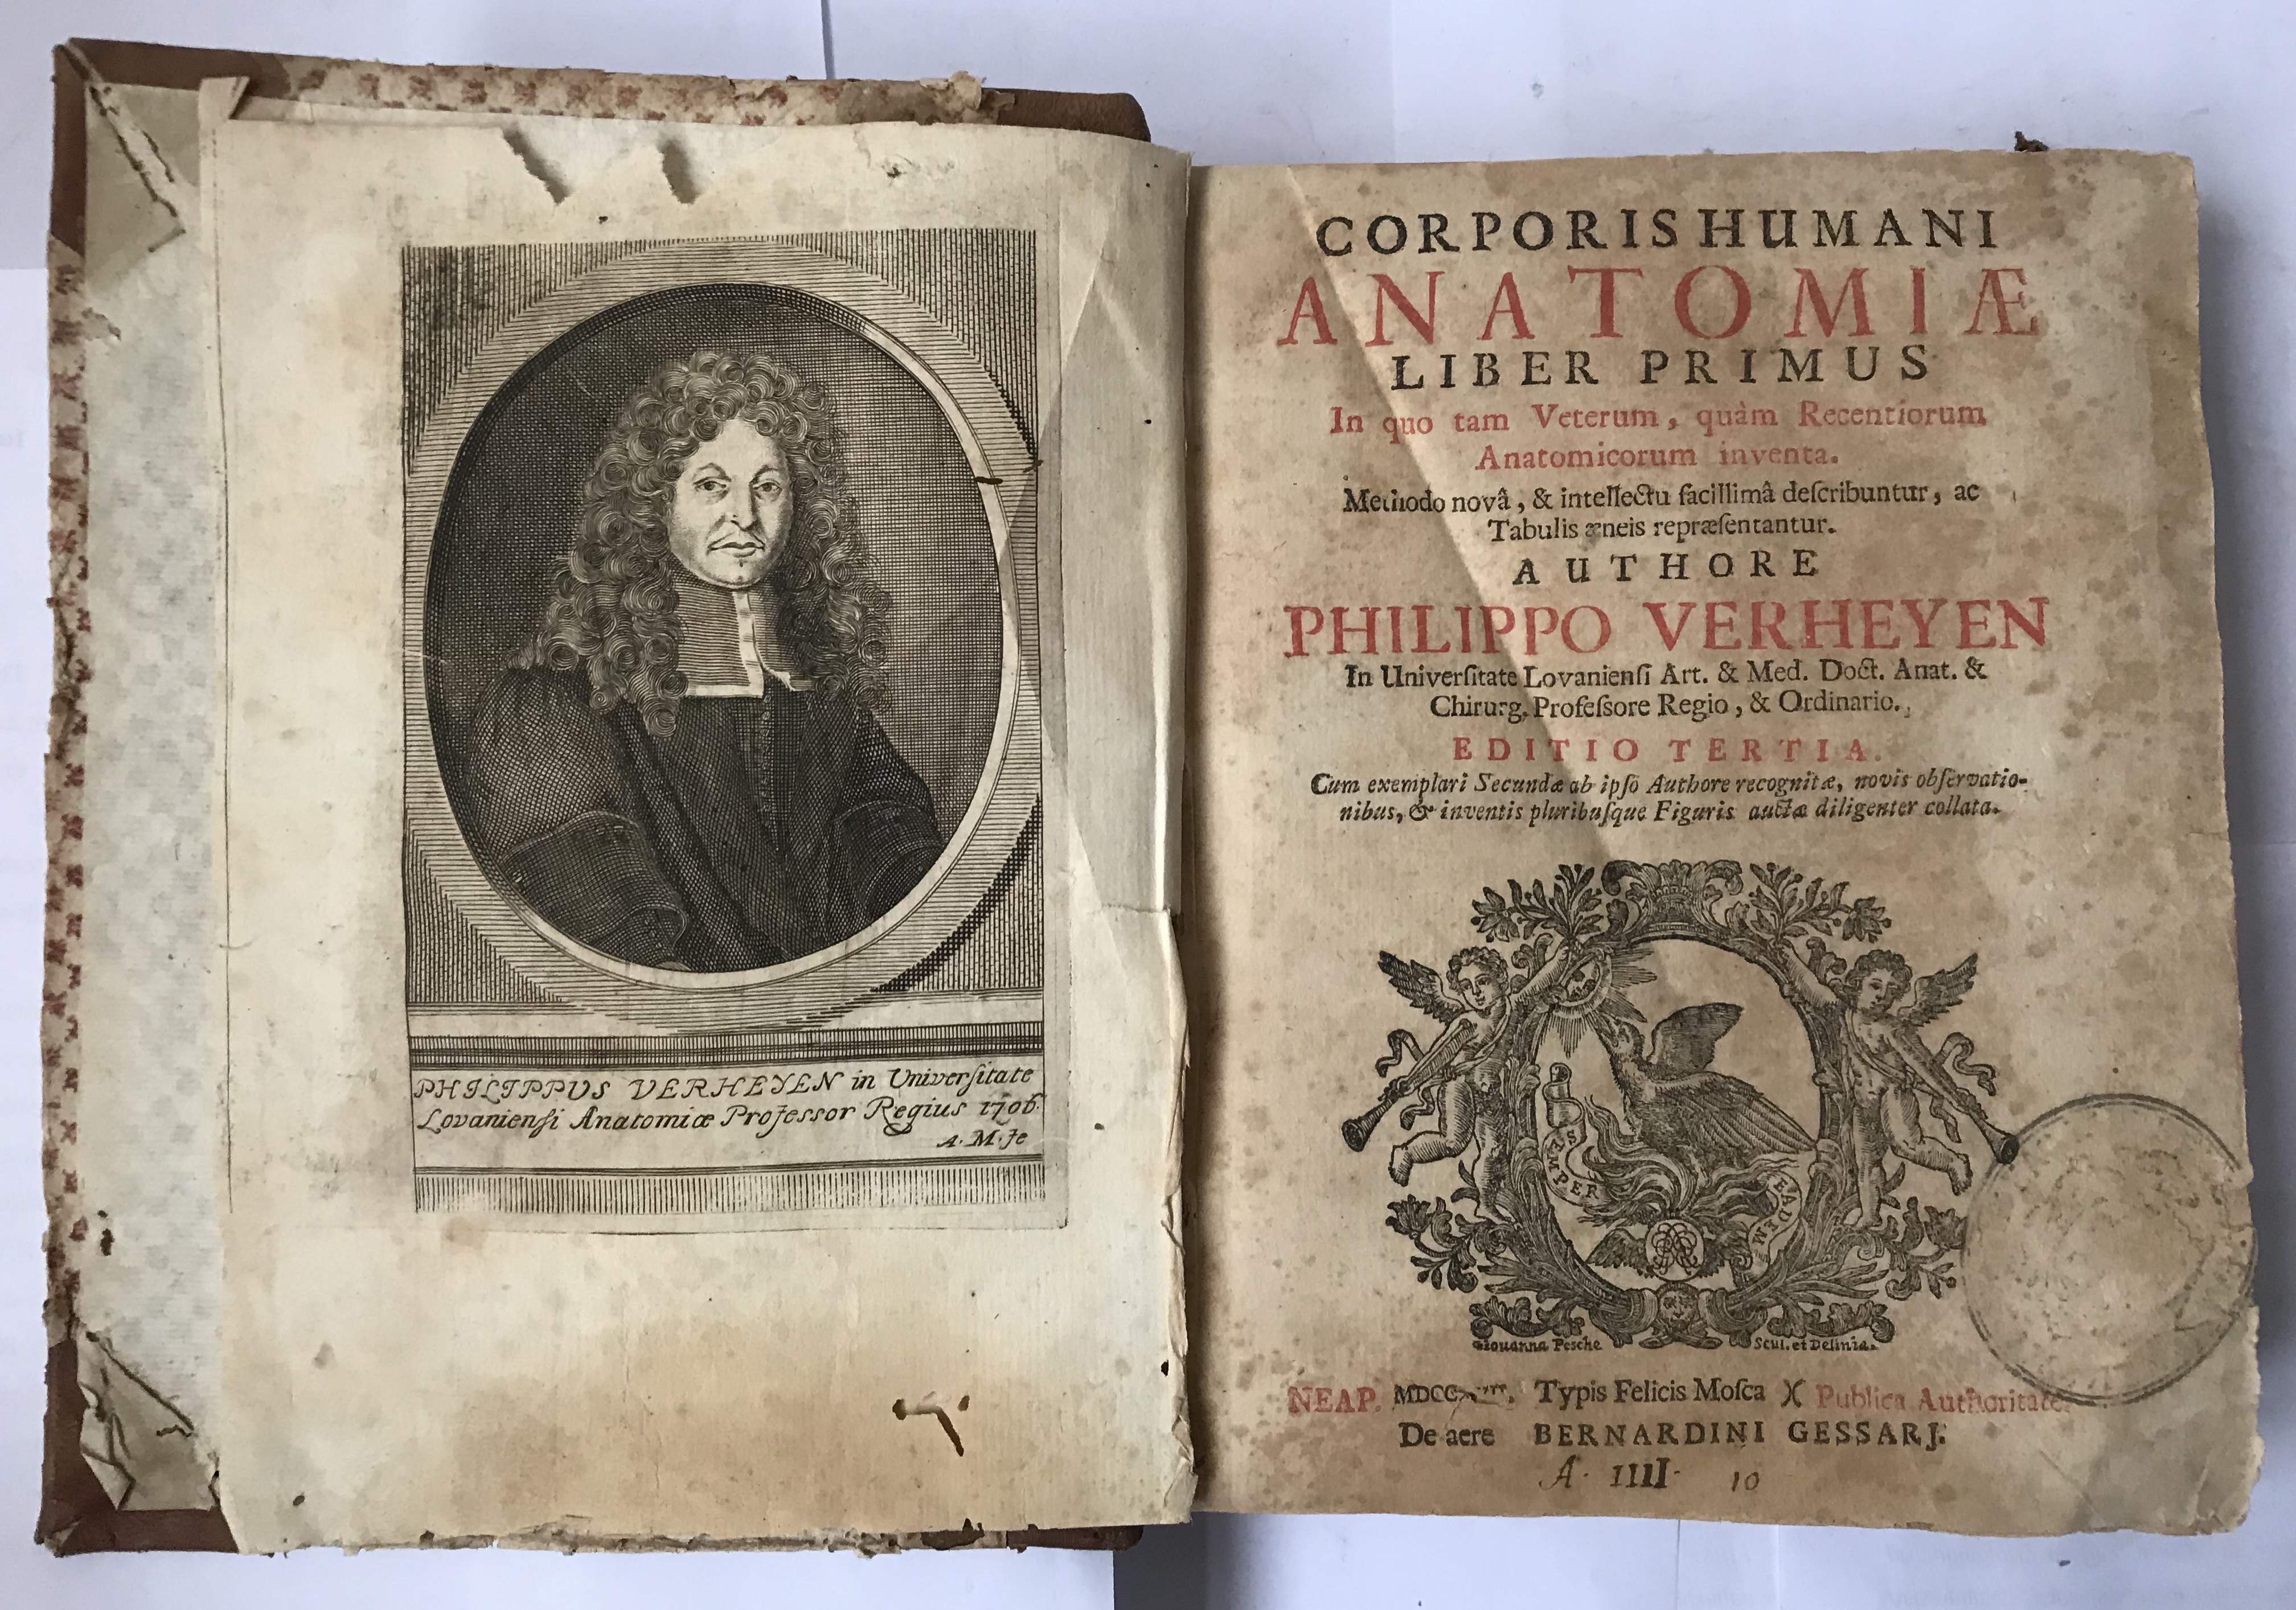 PHILIPPUS VERHEYEN in Universitate
Lovaniensi Anatomiæ Professor Regius 1706.
A. M. fe
CORPORIS HUMANI
ANATOMIÆ
LIBER PRIMUS
In quo tam Veterum, quàm Recentiorum
Anatomicorum inventa.
Methodo novâ, & intellectu facillimâ deſcribuntur, ac
Tabulis æneis repræſentantur.
AUTHORE
PHILIPPO VERHEYEN
In Univerſitate Lovanienſi Art. & Med. Doct. Anat. &
Chirurg. Profeſsore Regio, & Ordinario.
EDITIO TERTIA.
Cum exemplari Secundæ ab ipſo Authore recognitæ, novis obſervatio-
nibus, & inventis pluribuſque Figuris auctæ diligenter collata.
SEMPER
EADEM
Giouanna Pesche Scul. et Delinia.
NEAP. Typis Felicis Moſca )( Publica Authoritate.
De aere BERNARDINI GESSARJ.
A. IIII. 10